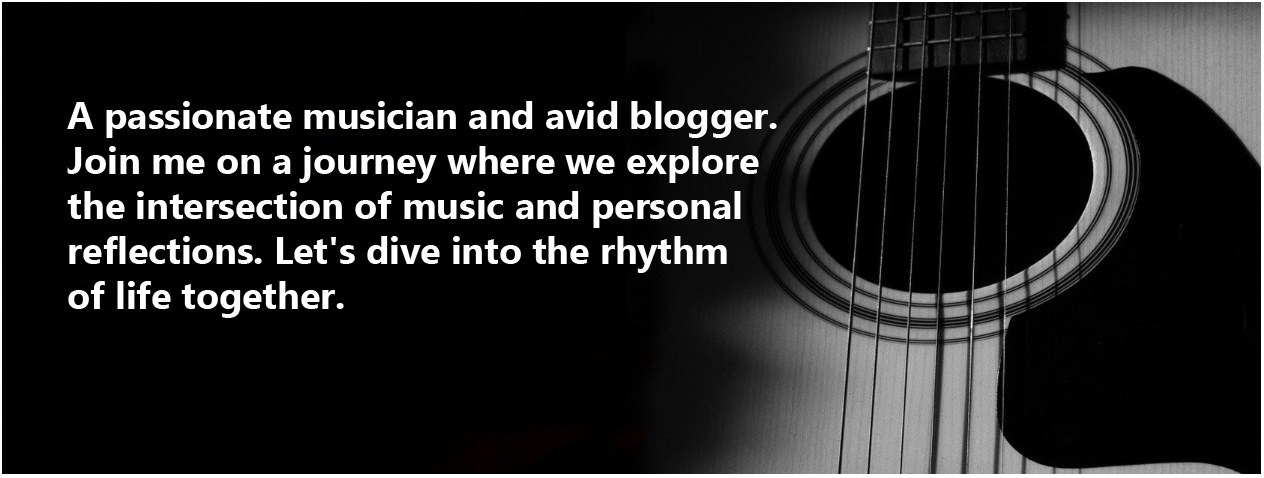 A passionate musician and avid blogger.
Join me on a journey where we explore
the intersection of music and personal
reflections. Let's dive into the rhythm
of life together.